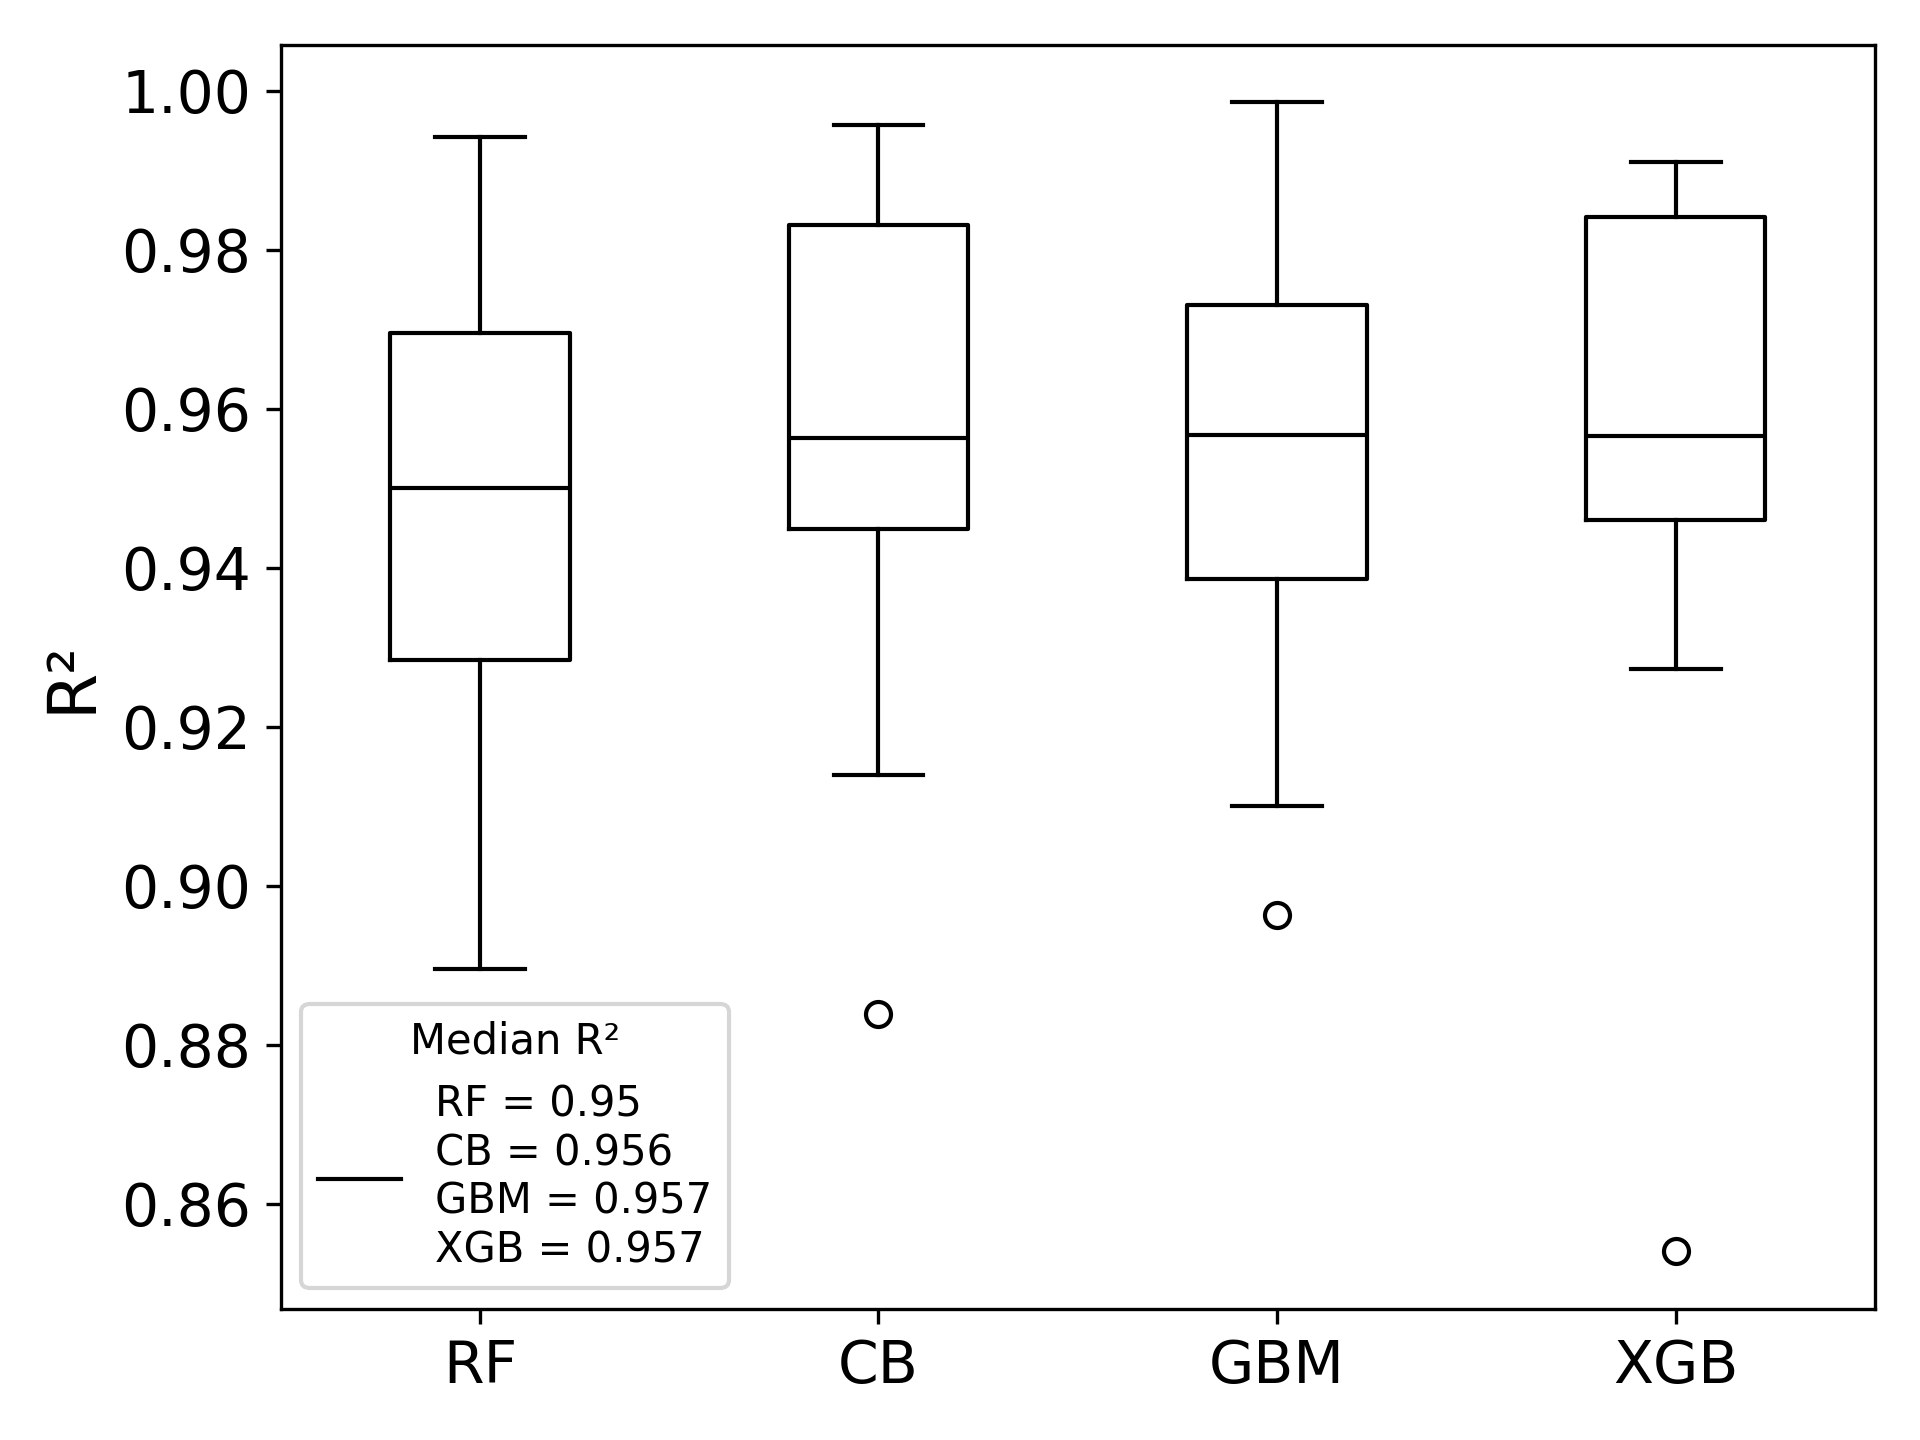 R²
1.00
0.98
0.96
0.94
0.92
0.90
0.88
0.86
Median R²
RF = 0.95
CB = 0.956
GBM = 0.957
XGB = 0.957
RF CB GBM XGB